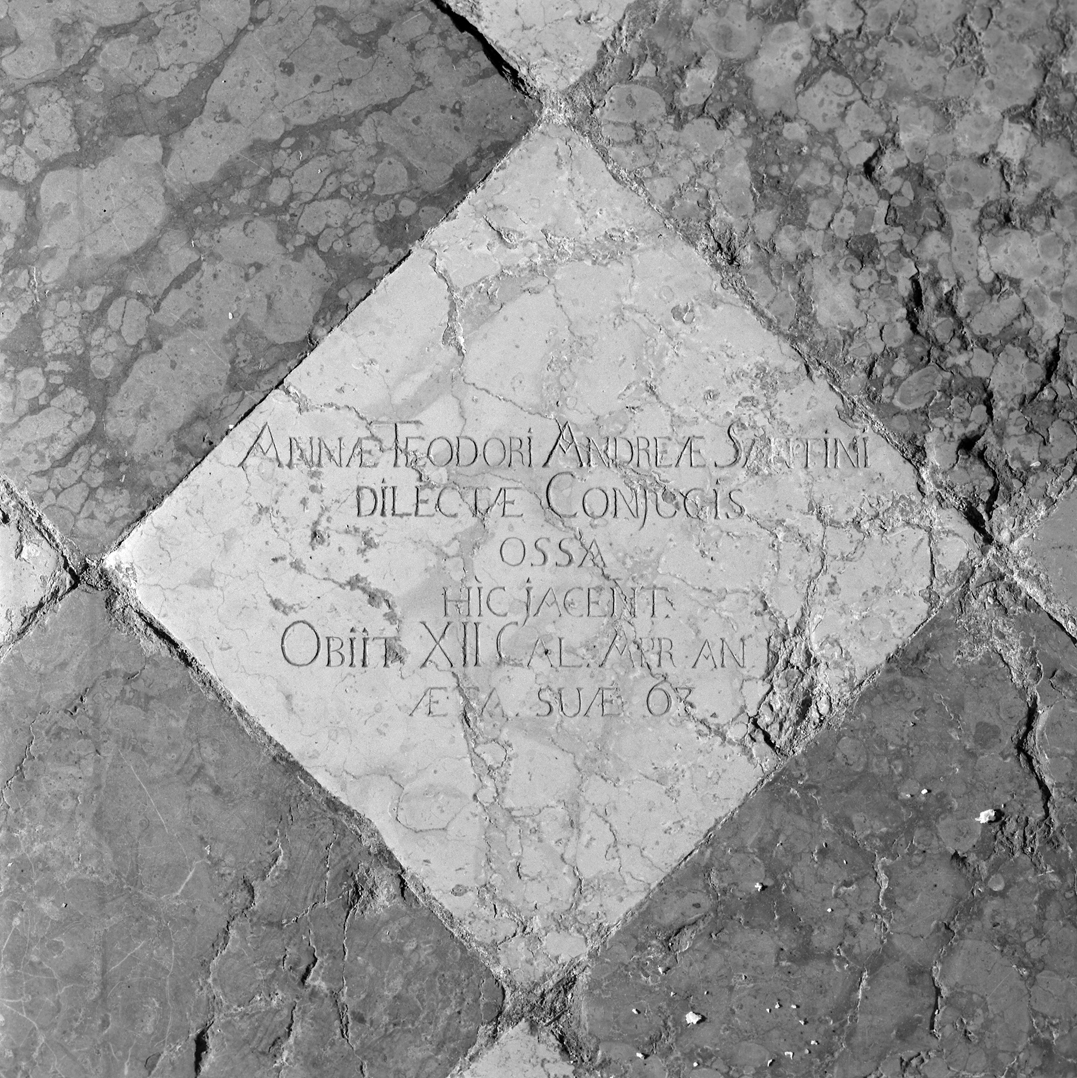 ANNÆ TEODORI ANDREÆ SANTINI
DILECTÆ CONJUGIS
OSSA
HIC JACENT.
OBIIT XII CAL. APR AN
ÆTA. SUÆ 63